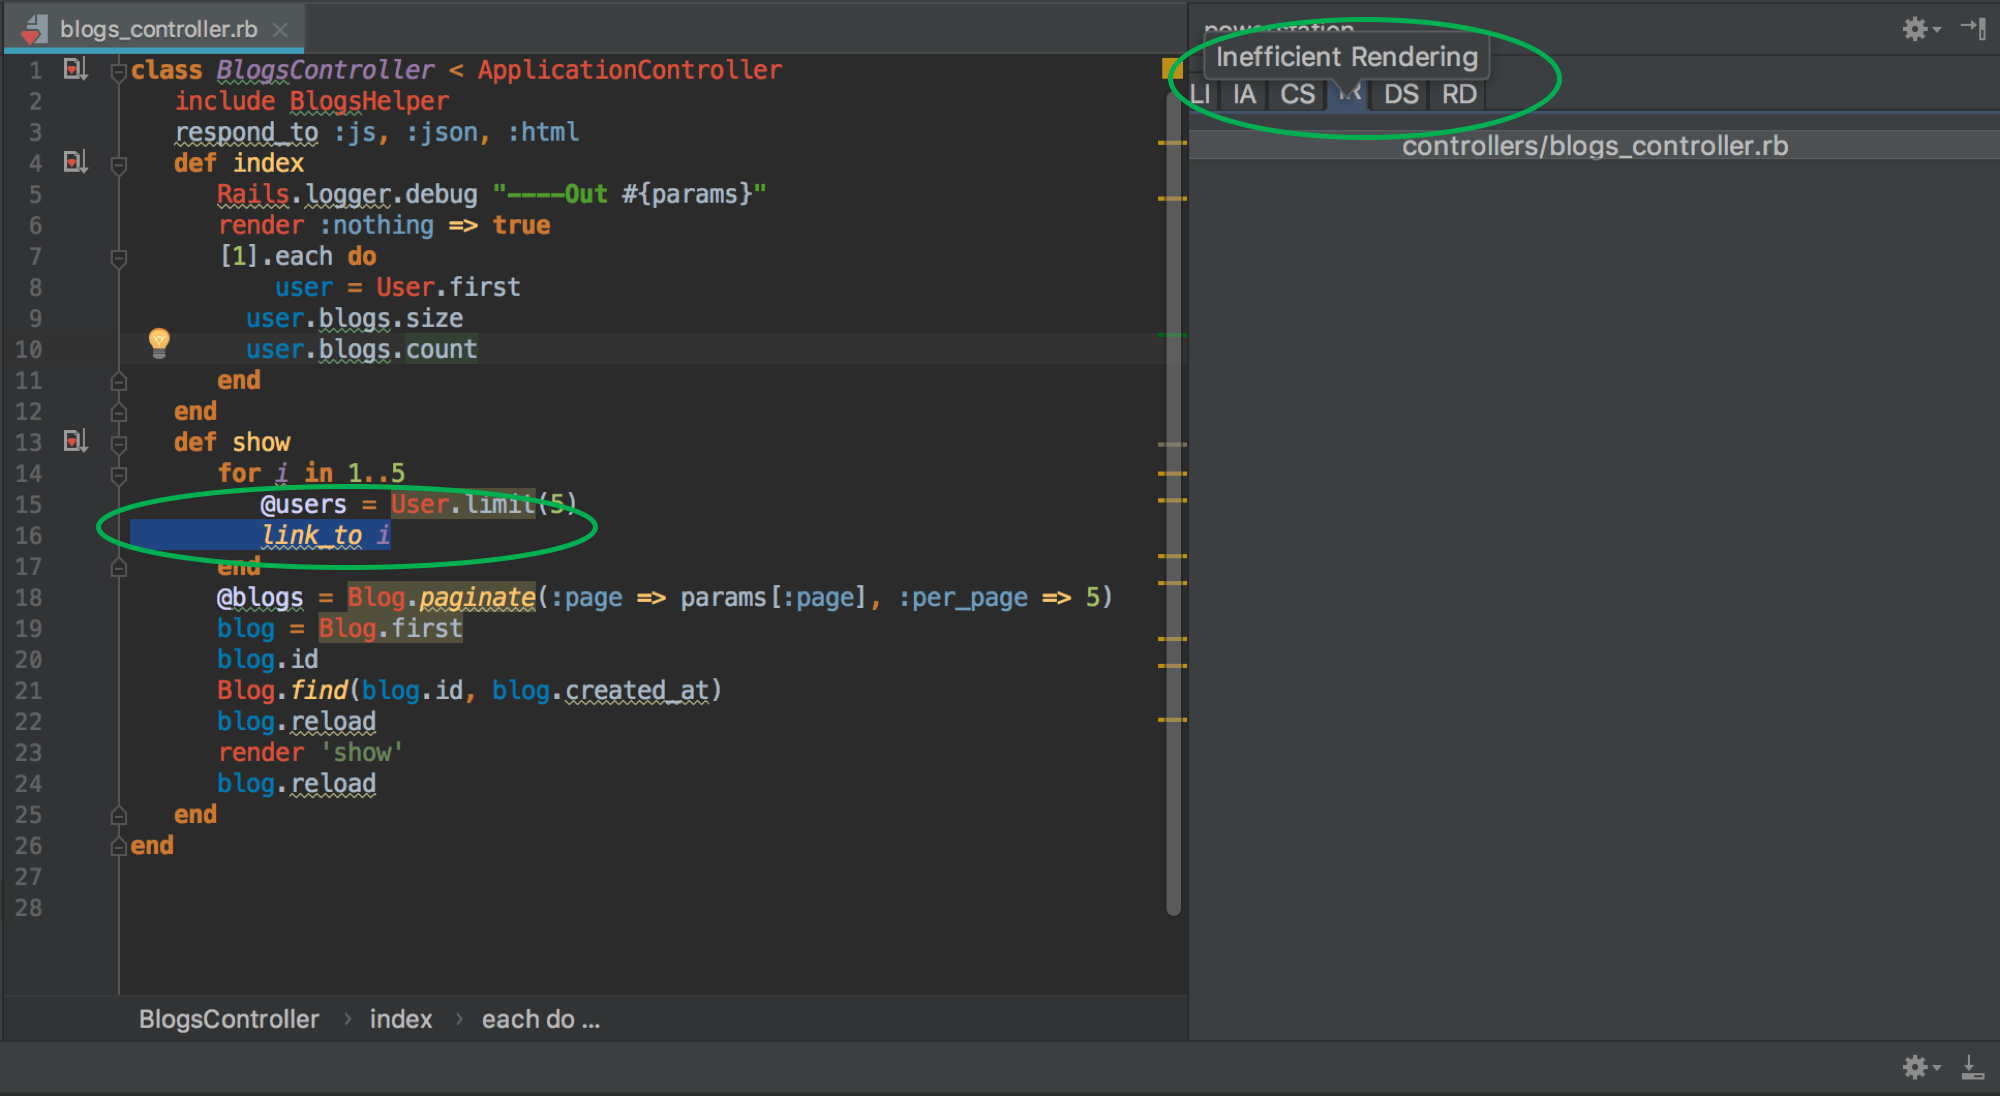 blogs_controller.rb
powerstation
Inefficient Rendering
LI IA CS IR DS RD
controllers/blogs_controller.rb
1 class BlogsController < ApplicationController
2 include BlogsHelper
3 respond_to :js, :json, :html
4 def index
5 Rails.logger.debug "----Out #{params}"
6 render :nothing => true
7 [1].each do
8 user = User.first
9 user.blogs.size
10 user.blogs.count
11 end
12 end
13 def show
14 for i in 1..5
15 @users = User.limit(5)
16 link_to i
17 end
18 @blogs = Blog.paginate(:page => params[:page], :per_page => 5)
19 blog = Blog.first
20 blog.id
21 Blog.find(blog.id, blog.created_at)
22 blog.reload
23 render 'show'
24 blog.reload
25 end
26 end
27
28
BlogsController › index › each do ...